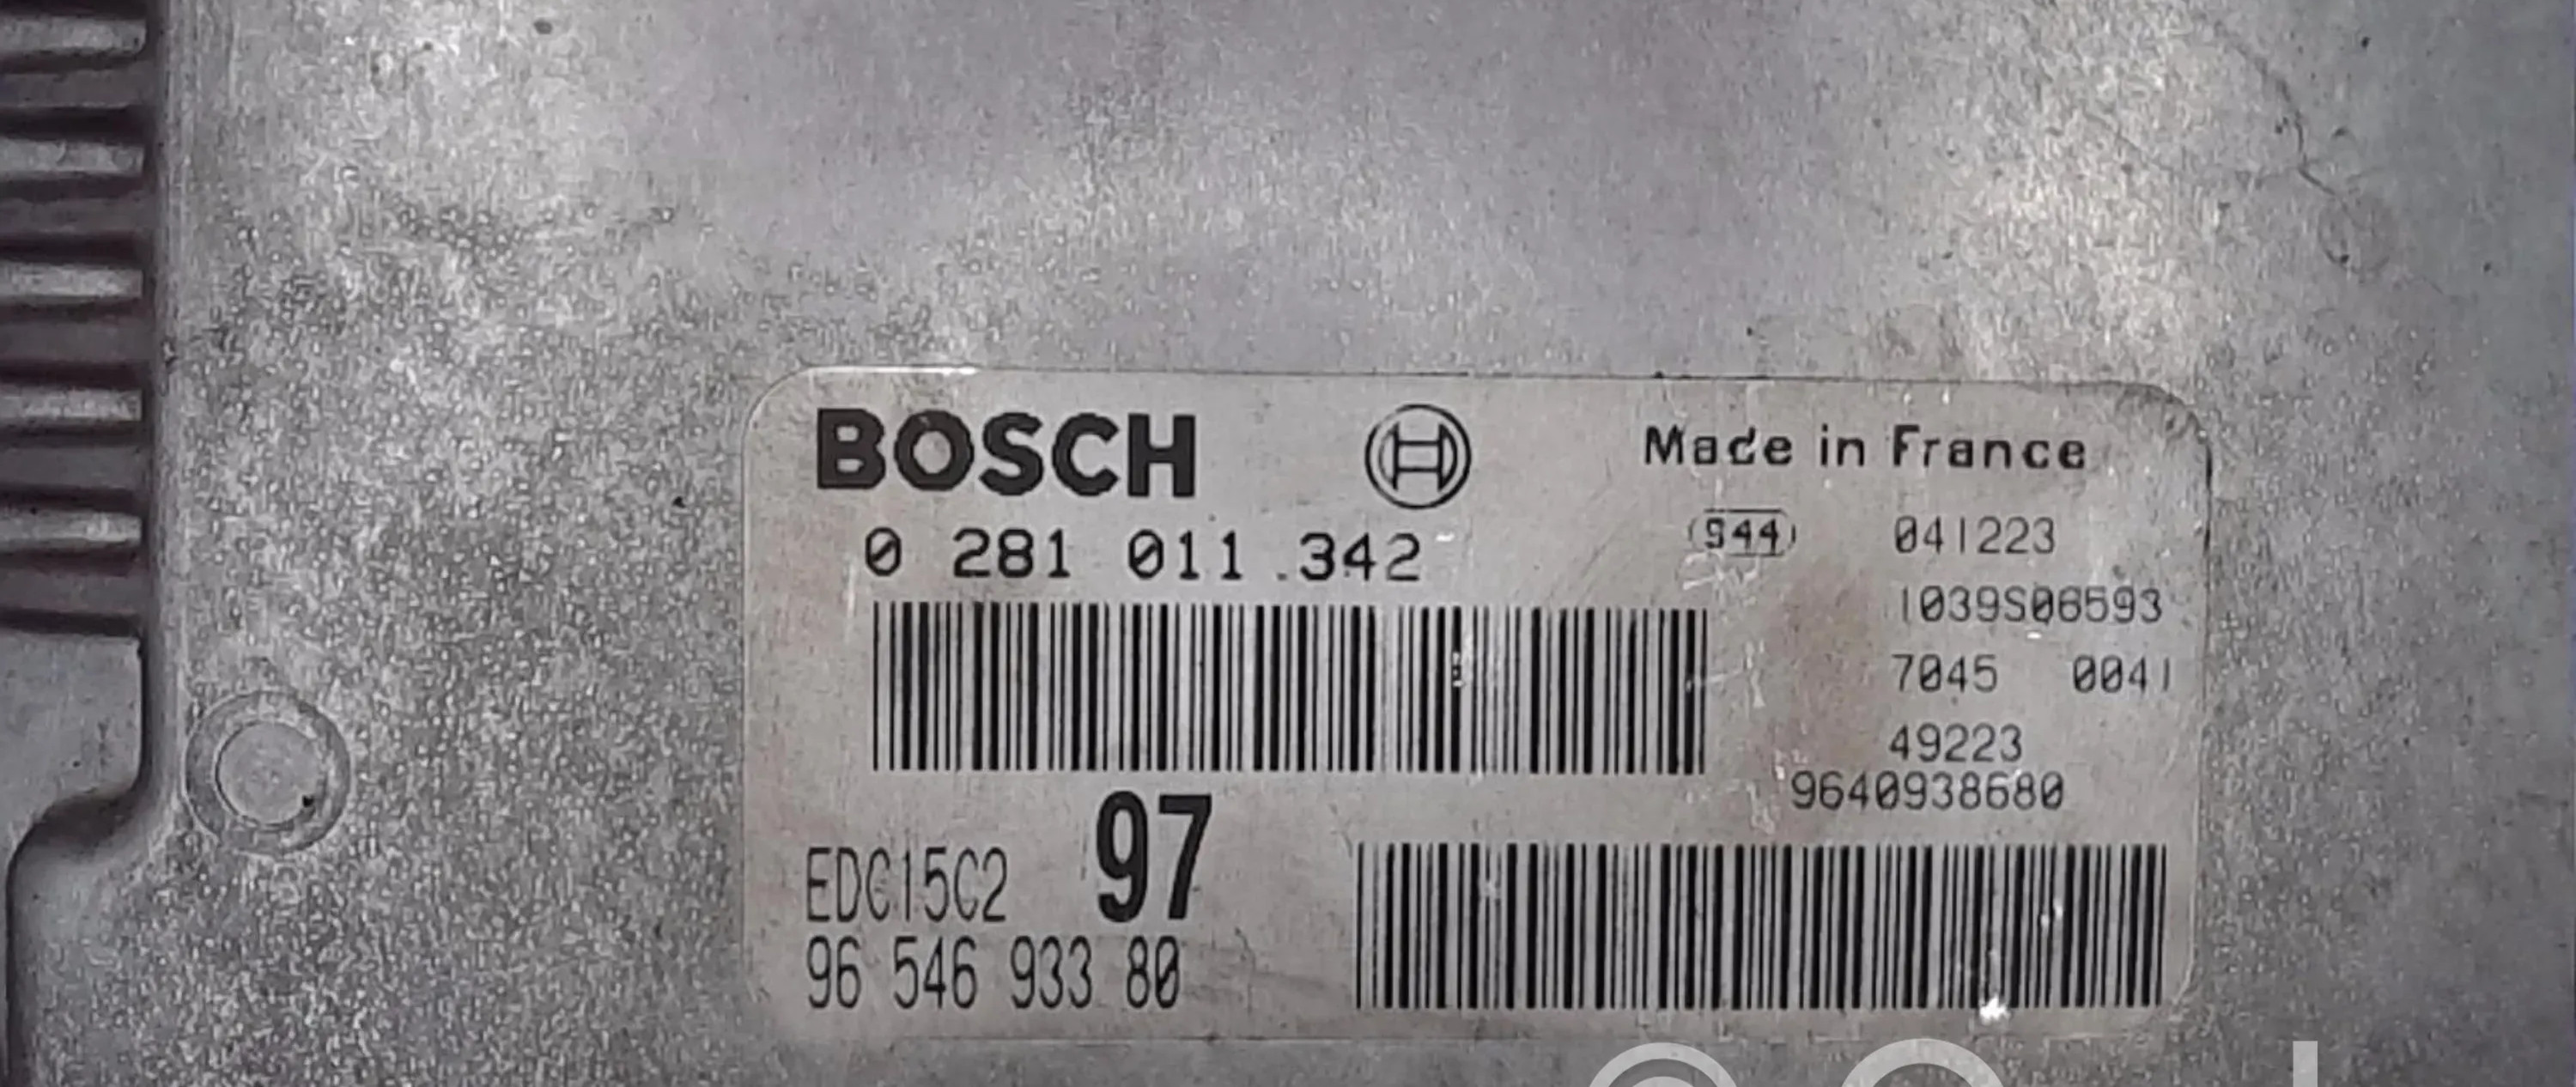 BOSCH
Made in France
0 281 011 342
944 041223
1039S06593
7045 0041
49223
9640938680
97
EDC15C2
96 546 933 80